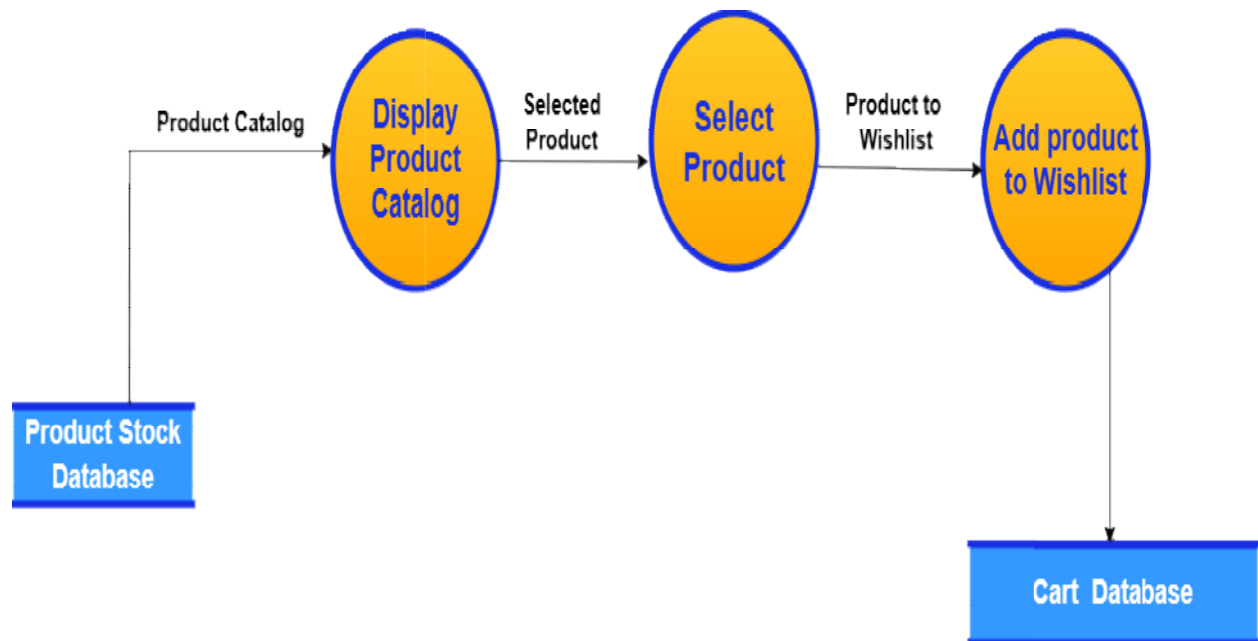 Product Catalog
Display
Product
Catalog
Selected
Product
Select
Product
Product to
Wishlist
Add product
to Wishlist
Product Stock
Database
Cart Database